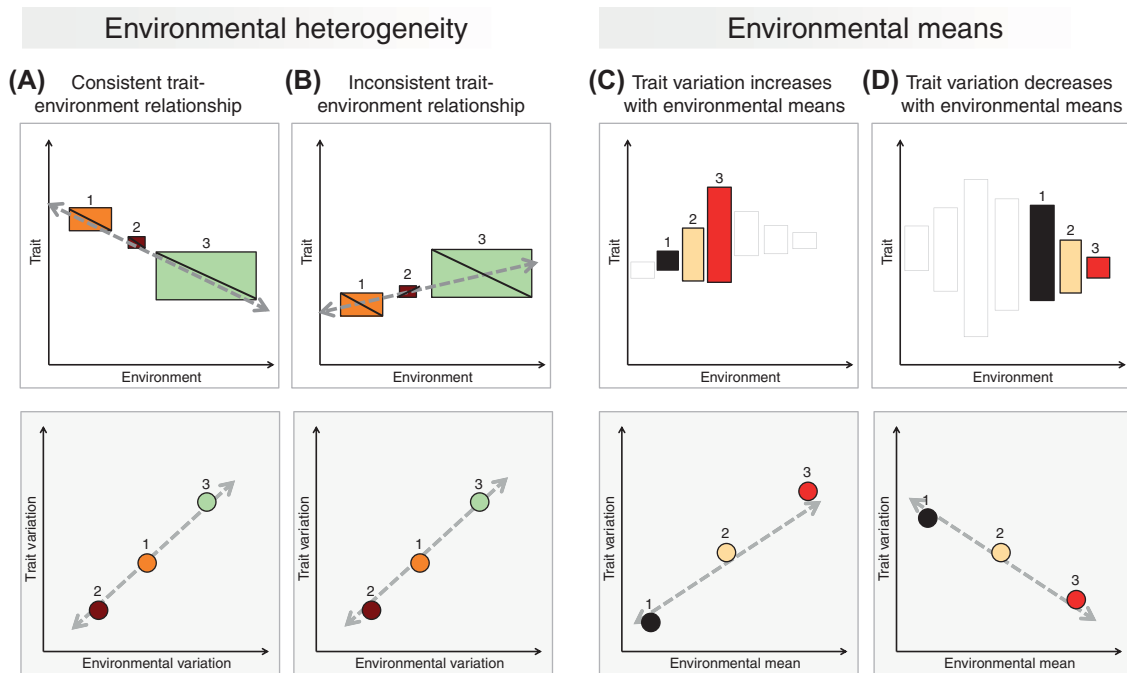 Environmental heterogeneity
Environmental means
(A) Consistent trait-
environment relationship
(B) Inconsistent trait-
environment relationship
(C) Trait variation increases
with environmental means
(D) Trait variation decreases
with environmental means
Trait
1
2
3
Environment
Trait
1
2
3
Environment
Trait
1
2
3
Environment
Trait
1
2
3
Environment
Trait variation
3
1
2
Environmental variation
Trait variation
3
1
2
Environmental variation
Trait variation
3
2
1
Environmental mean
Trait variation
1
2
3
Environmental mean